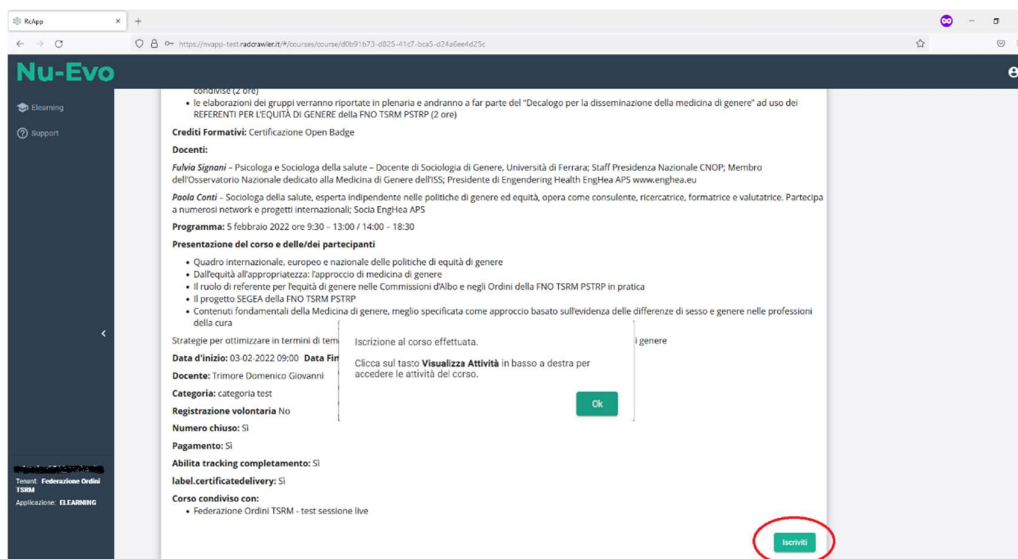 RcApp
https://nvapp-test.radcrawler.it/#/courses/course/d0b91b73-d825-41c7-bca5-d24a6ee4d25c
Nu-Evo
Elearning
Support
condivise (2 ore)
le elaborazioni dei gruppi verranno riportate in plenaria e andranno a far parte del "Decalogo per la disseminazione della medicina di genere" ad uso dei
REFERENTI PER L'EQUITÀ DI GENERE della FNO TSRM PSTRP (2 ore)
Crediti Formativi: Certificazione Open Badge
Docenti:
Fulvia Signani – Psicologa e Sociologa della salute – Docente di Sociologia di Genere, Università di Ferrara; Staff Presidenza Nazionale CNOP; Membro
dell'Osservatorio Nazionale dedicato alla Medicina di Genere dell'ISS; Presidente di Engendering Health EngHea APS www.enghea.eu
Paola Conti – Sociologa della salute, esperta indipendente nelle politiche di genere ed equità, opera come consulente, ricercatrice, formatrice e valutatrice. Partecipa
a numerosi network e progetti internazionali; Socia EngHea APS
Programma: 5 febbraio 2022 ore 9:30 – 13:00 / 14:00 – 18:30
Presentazione del corso e delle/dei partecipanti
Quadro internazionale, europeo e nazionale delle politiche di equità di genere
Dall'equità all'appropriatezza: l'approccio di medicina di genere
Il ruolo di referente per l'equità di genere nelle Commissioni d'Albo e negli Ordini della FNO TSRM PSTRP in pratica
Il progetto SEGEA della FNO TSRM PSTRP
Contenuti fondamentali della Medicina di genere, meglio specificata come approccio basato sull'evidenza delle differenze di sesso e genere nelle professioni
della cura
Strategie per ottimizzare in termini di tem
i genere
Data d'inizio: 03-02-2022 09:00 Data Fin
Docente: Trimore Domenico Giovanni
Categoria: categoria test
Registrazione volontaria No
Numero chiuso: Sì
Pagamento: Sì
Abilita tracking completamento: Sì
label.certificatedelivery: Sì
Corso condiviso con:
Federazione Ordini TSRM - test sessione live
Iscrizione al corso effettuata.
Clicca sul tasto Visualizza Attività in basso a destra per
accedere le attività del corso.
Ok
Tenant: Federazione Ordini
TSRM
Applicazione: ELEARNING
Iscriviti